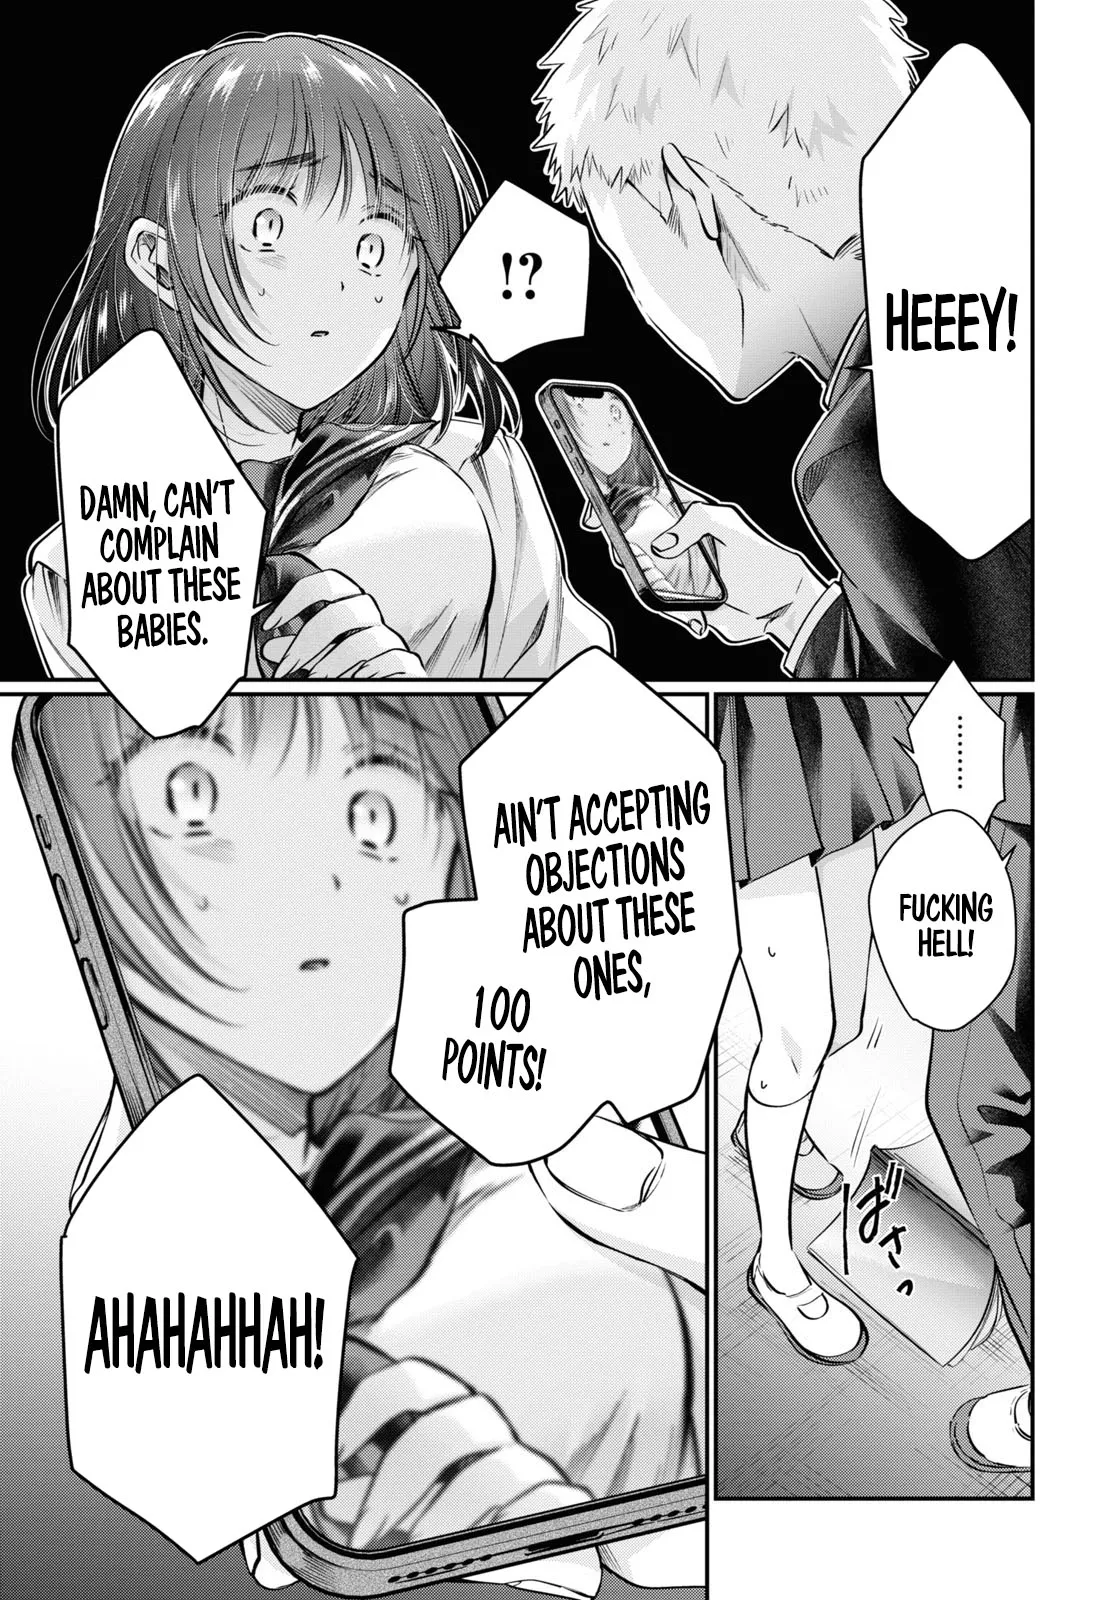 HEEEY!
!?
DAMN, CAN'T
COMPLAIN
ABOUT THESE
BABIES.
.........
FUCKING
HELL!
ばさっ
AIN'T ACCEPTING
OBJECTIONS
ABOUT THESE
ONES,
100
POINTS!
AHAHAHHAH!